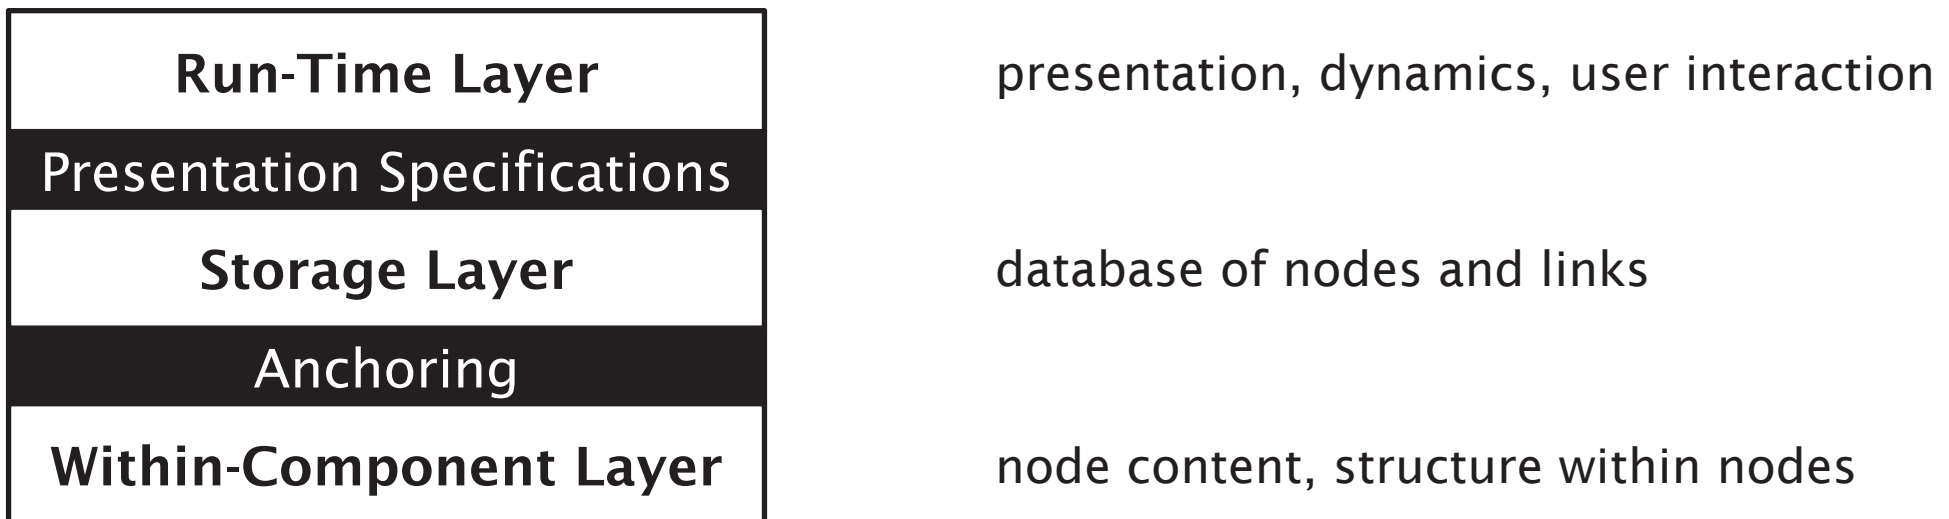 Run-Time Layer
presentation, dynamics, user interaction
Presentation Specifications
Storage Layer
database of nodes and links
Anchoring
Within-Component Layer
node content, structure within nodes